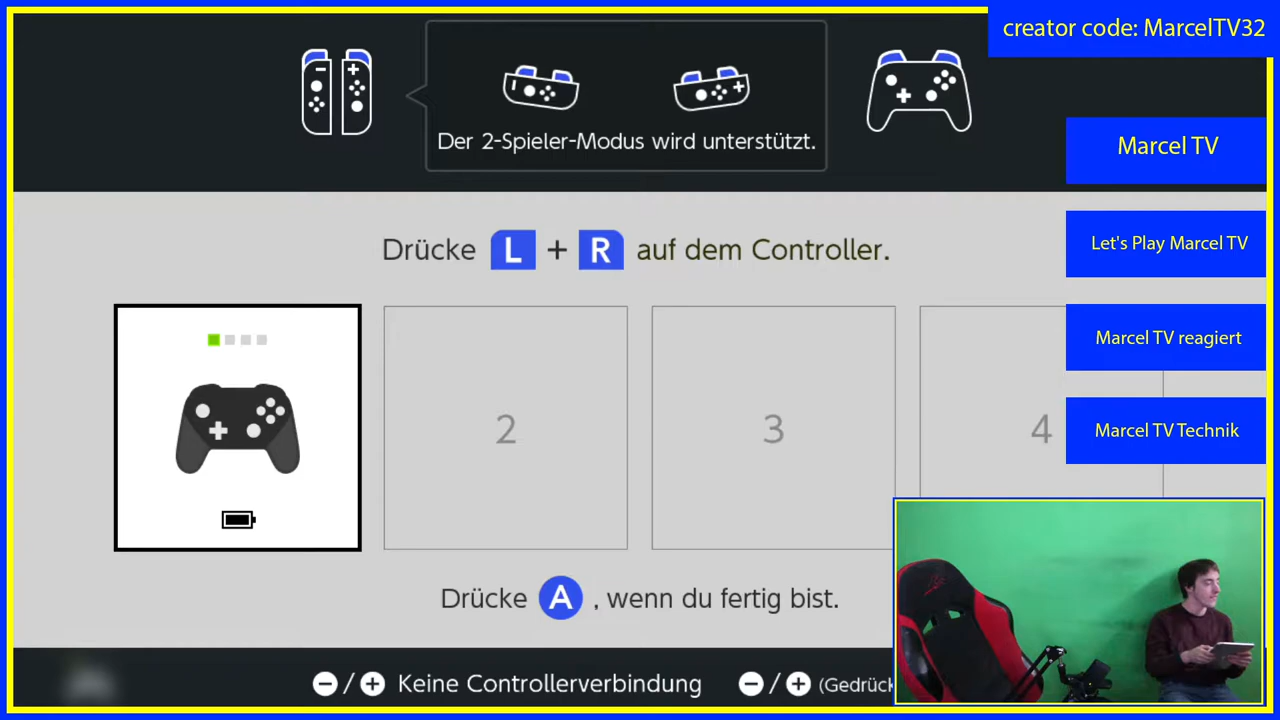 creator code: MarcelTV32
Der 2-Spieler-Modus wird unterstützt.
Marcel TV
Drücke L + R auf dem Controller.
Let's Play Marcel TV
Marcel TV reagiert
2
3
4
Marcel TV Technik
Drücke A , wenn du fertig bist.
−/+ Keine Controllerverbindung
−/+ (Gedrück